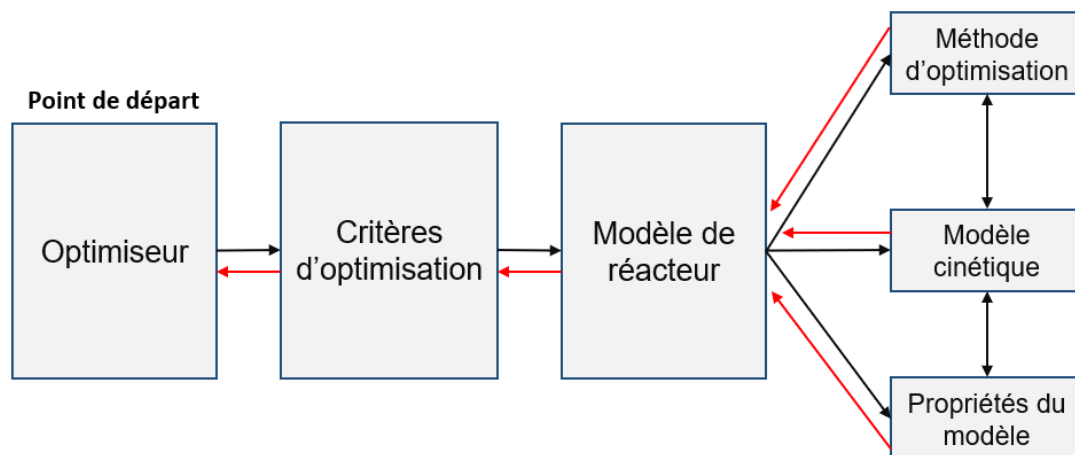 Point de départ
Optimiseur
Critères
d'optimisation
Modèle de
réacteur
Méthode
d'optimisation
Modèle
cinétique
Propriétés du
modèle